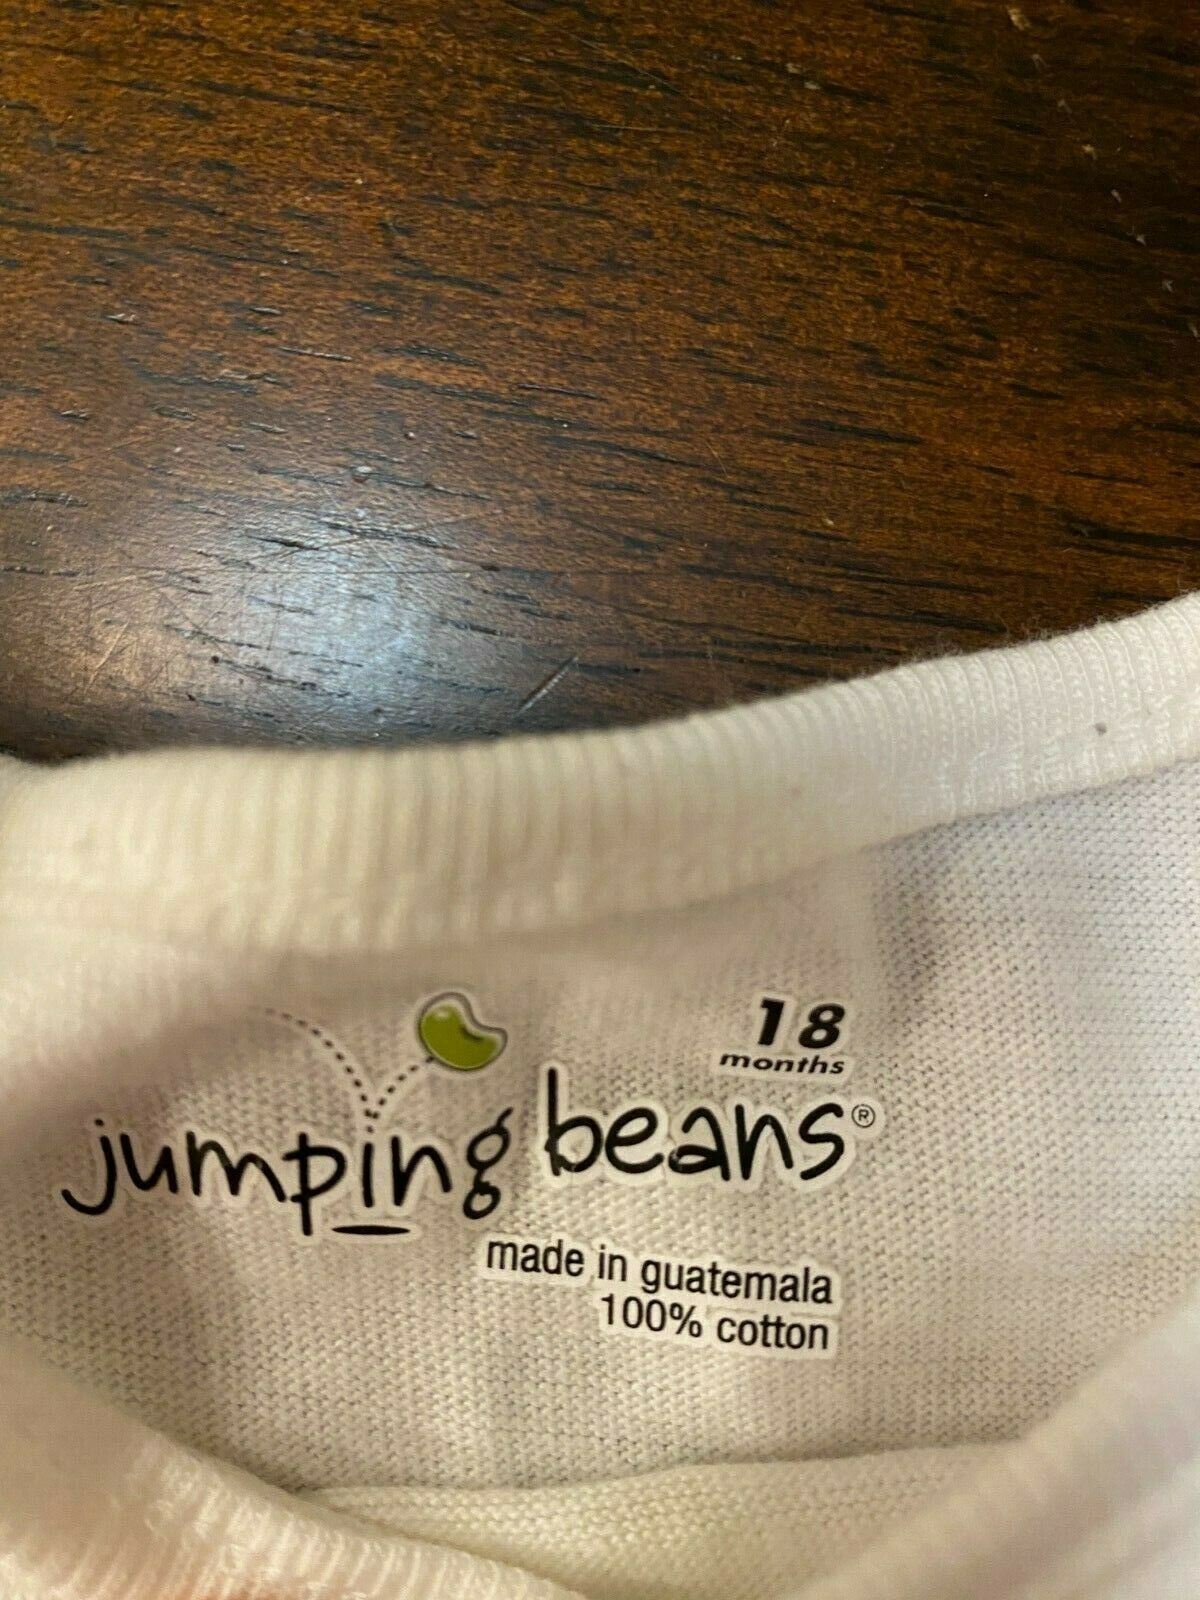 18
months
jumping beans®
made in guatemala
100% cotton